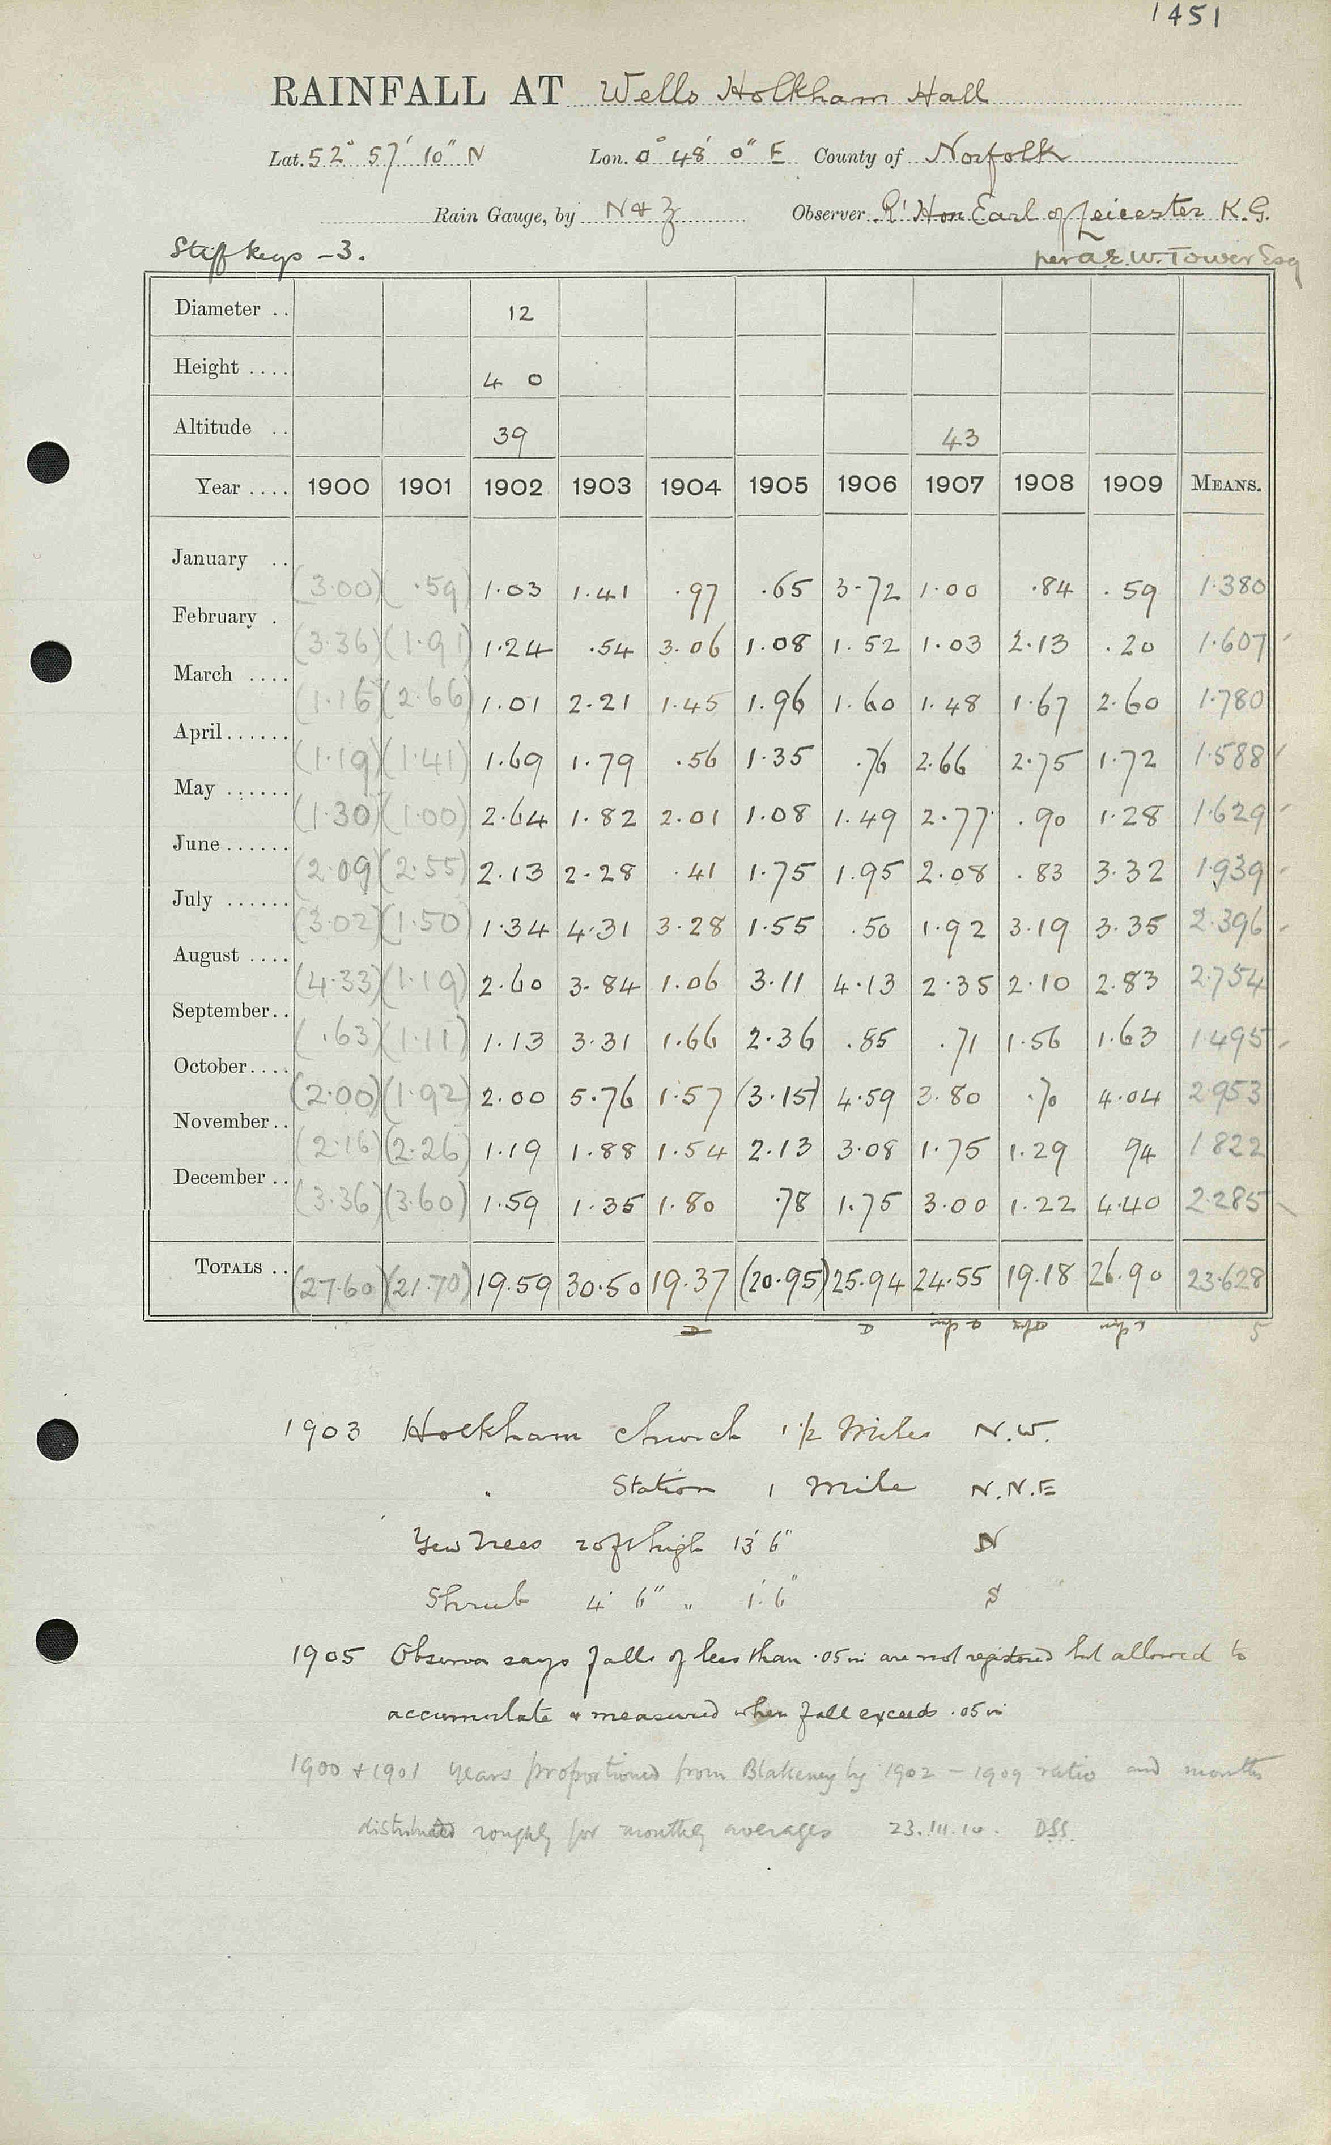 1451
RAINFALL AT Wells Holkham Hall
Lat. 52° 57' 10" N Lon. 0° 48' 0" E County of Norfolk
Rain Gauge, by N & Z Observer Rt Hon Earl of Leicester K.G.
Stiffkeys - 3. per A.E.W. Tower Esq
Diameter .. 12
Height .... 4 0
Altitude .. 39 43
Year .... 1900 1901 1902 1903 1904 1905 1906 1907 1908 1909 MEANS.
January .. (3.00) (.59) 1.03 1.41 .97 .65 3.72 1.00 .84 .59 1.380
February . (3.36) (1.91) 1.24 .54 3.06 1.08 1.52 1.03 2.13 .20 1.607
March .... (1.16) (2.66) 1.01 2.21 1.45 1.96 1.60 1.48 1.67 2.60 1.780
April...... (1.19) (1.41) 1.69 1.79 .56 1.35 .76 2.66 2.75 1.72 1.588
May ...... (1.30) (1.00) 2.64 1.82 2.01 1.08 1.49 2.77 .90 1.28 1.629
June ...... (2.09) (2.55) 2.13 2.28 .41 1.75 1.95 2.08 .83 3.32 1.939
July ...... (3.02) (1.50) 1.34 4.31 3.28 1.55 .50 1.92 3.19 3.35 2.396
August .... (4.33) (1.19) 2.60 3.84 1.06 3.11 4.13 2.35 2.10 2.83 2.754
September.. (.63) (1.11) 1.13 3.31 1.66 2.36 .85 .71 1.56 1.63 1.495
October.... (2.00) (1.92) 2.00 5.76 1.57 (3.15) 4.59 3.80 .70 4.04 2.953
November.. (2.16) (2.26) 1.19 1.88 1.54 2.13 3.08 1.75 1.29 94 1.822
December .. (3.36) (3.60) 1.59 1.35 1.80 .78 1.75 3.00 1.22 4.40 2.285
TOTALS .. (27.60) (21.70) 19.59 30.50 19.37 (20.95) 25.94 24.55 19.18 26.90 23.628
5
1903 Holkham Church 1 1/2 Miles N.W.
" Station 1 Mile N.N.E
Yew Trees 20ft high 13' 6" N
Shrub 4' 6" " 1' 6" S
1905 Observer says falls of less than .05 in are not registered but allowed to
accumulate & measured when fall exceeds .05 in
1900 + 1901 years proportioned from Blakeney by 1902 - 1909 ratio and months
distributed roughly for monthly averages 23.III.10. DSS.